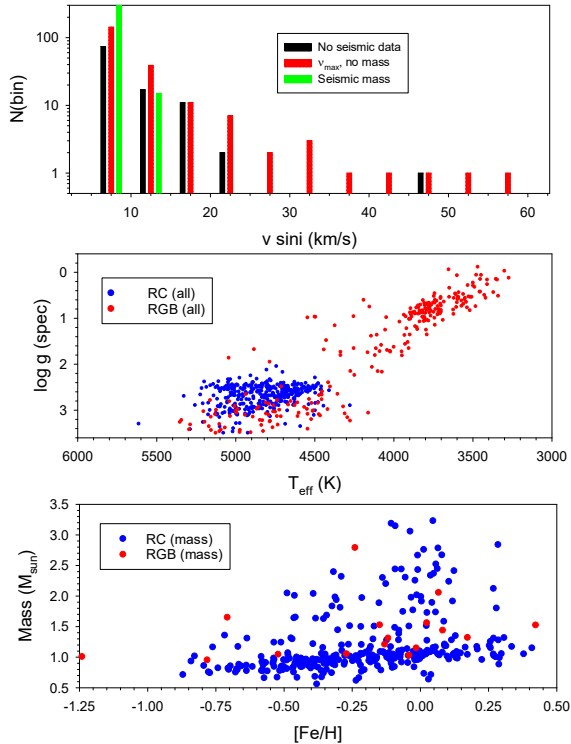 100
10
1
N(bin)
No seismic data
νmax, no mass
Seismic mass
10 20 30 40 50 60
v sini (km/s)
0
1
2
3
log g (spec)
RC (all)
RGB (all)
6000 5000 4000 3000
Teff (K)
3.5
3.0
2.5
2.0
1.5
1.0
0.5
Mass (Msun)
RC (mass)
RGB (mass)
-1.25 -1.00 -0.75 -0.50 -0.25 0.00 0.25 0.50
[Fe/H]